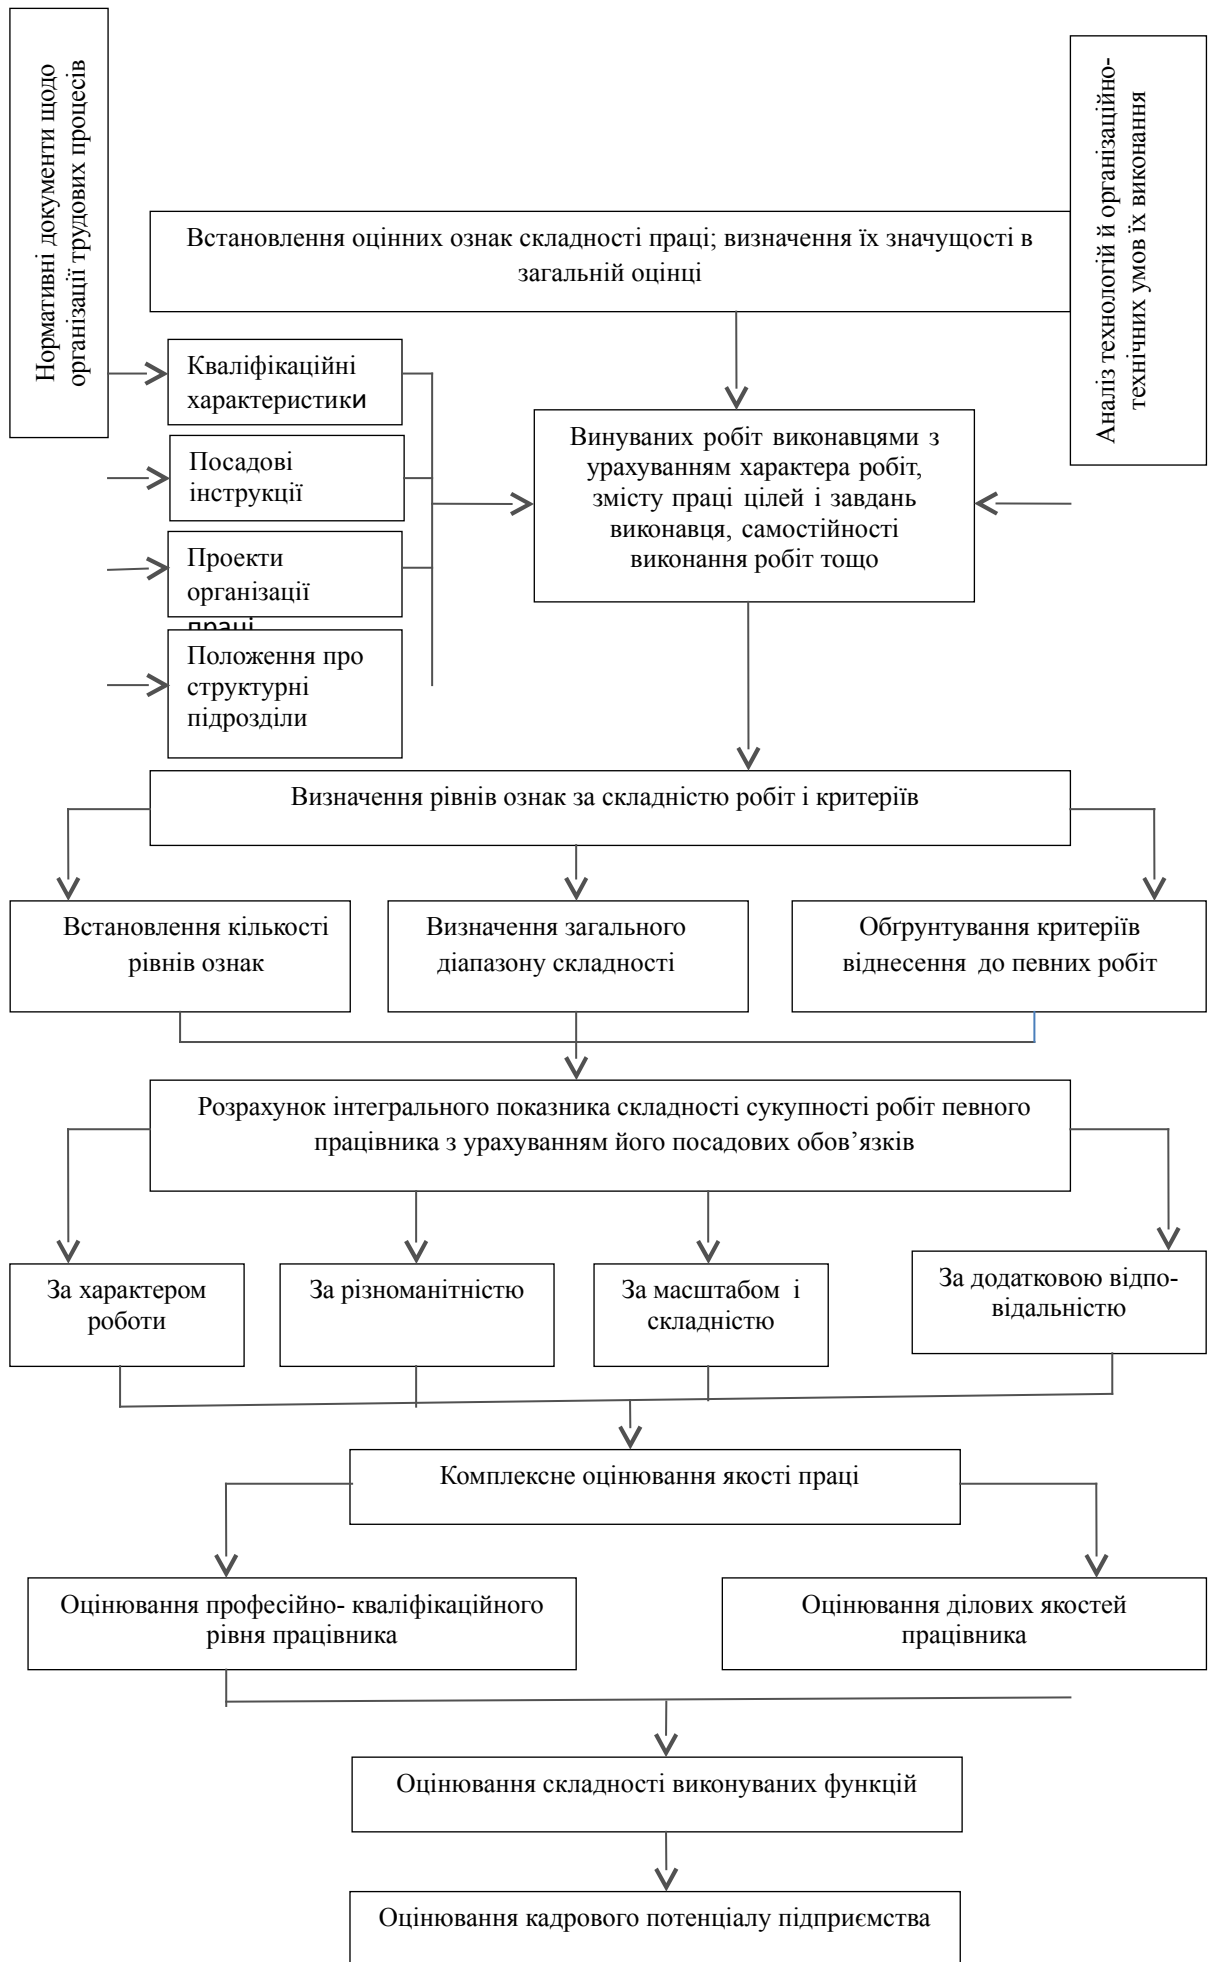 Нормативні документи щодо
організації трудових процесів
Аналіз технологій й організаційно-
технічних умов їх виконання
Встановлення оцінних ознак складності праці; визначення їх значущості в
загальній оцінці
Кваліфікаційні
характеристики
Посадові
інструкції
Проекти
організації
праці
Положення про
структурні
підрозділи
Винуваних робіт виконавцями з
урахуванням характера робіт,
змісту праці цілей і завдань
виконавця, самостійності
виконання робіт тощо
Визначення рівнів ознак за складністю робіт і критеріїв
Встановлення кількості
рівнів ознак
Визначення загального
діапазону складності
Обґрунтування критеріїв
віднесення до певних робіт
Розрахунок інтегрального показника складності сукупності робіт певного
працівника з урахуванням його посадових обов’язків
За характером
роботи
За різноманітністю
За масштабом і
складністю
За додатковою відпо-
відальністю
Комплексне оцінювання якості праці
Оцінювання професійно- кваліфікаційного
рівня працівника
Оцінювання ділових якостей
працівника
Оцінювання складності виконуваних функцій
Оцінювання кадрового потенціалу підприємства